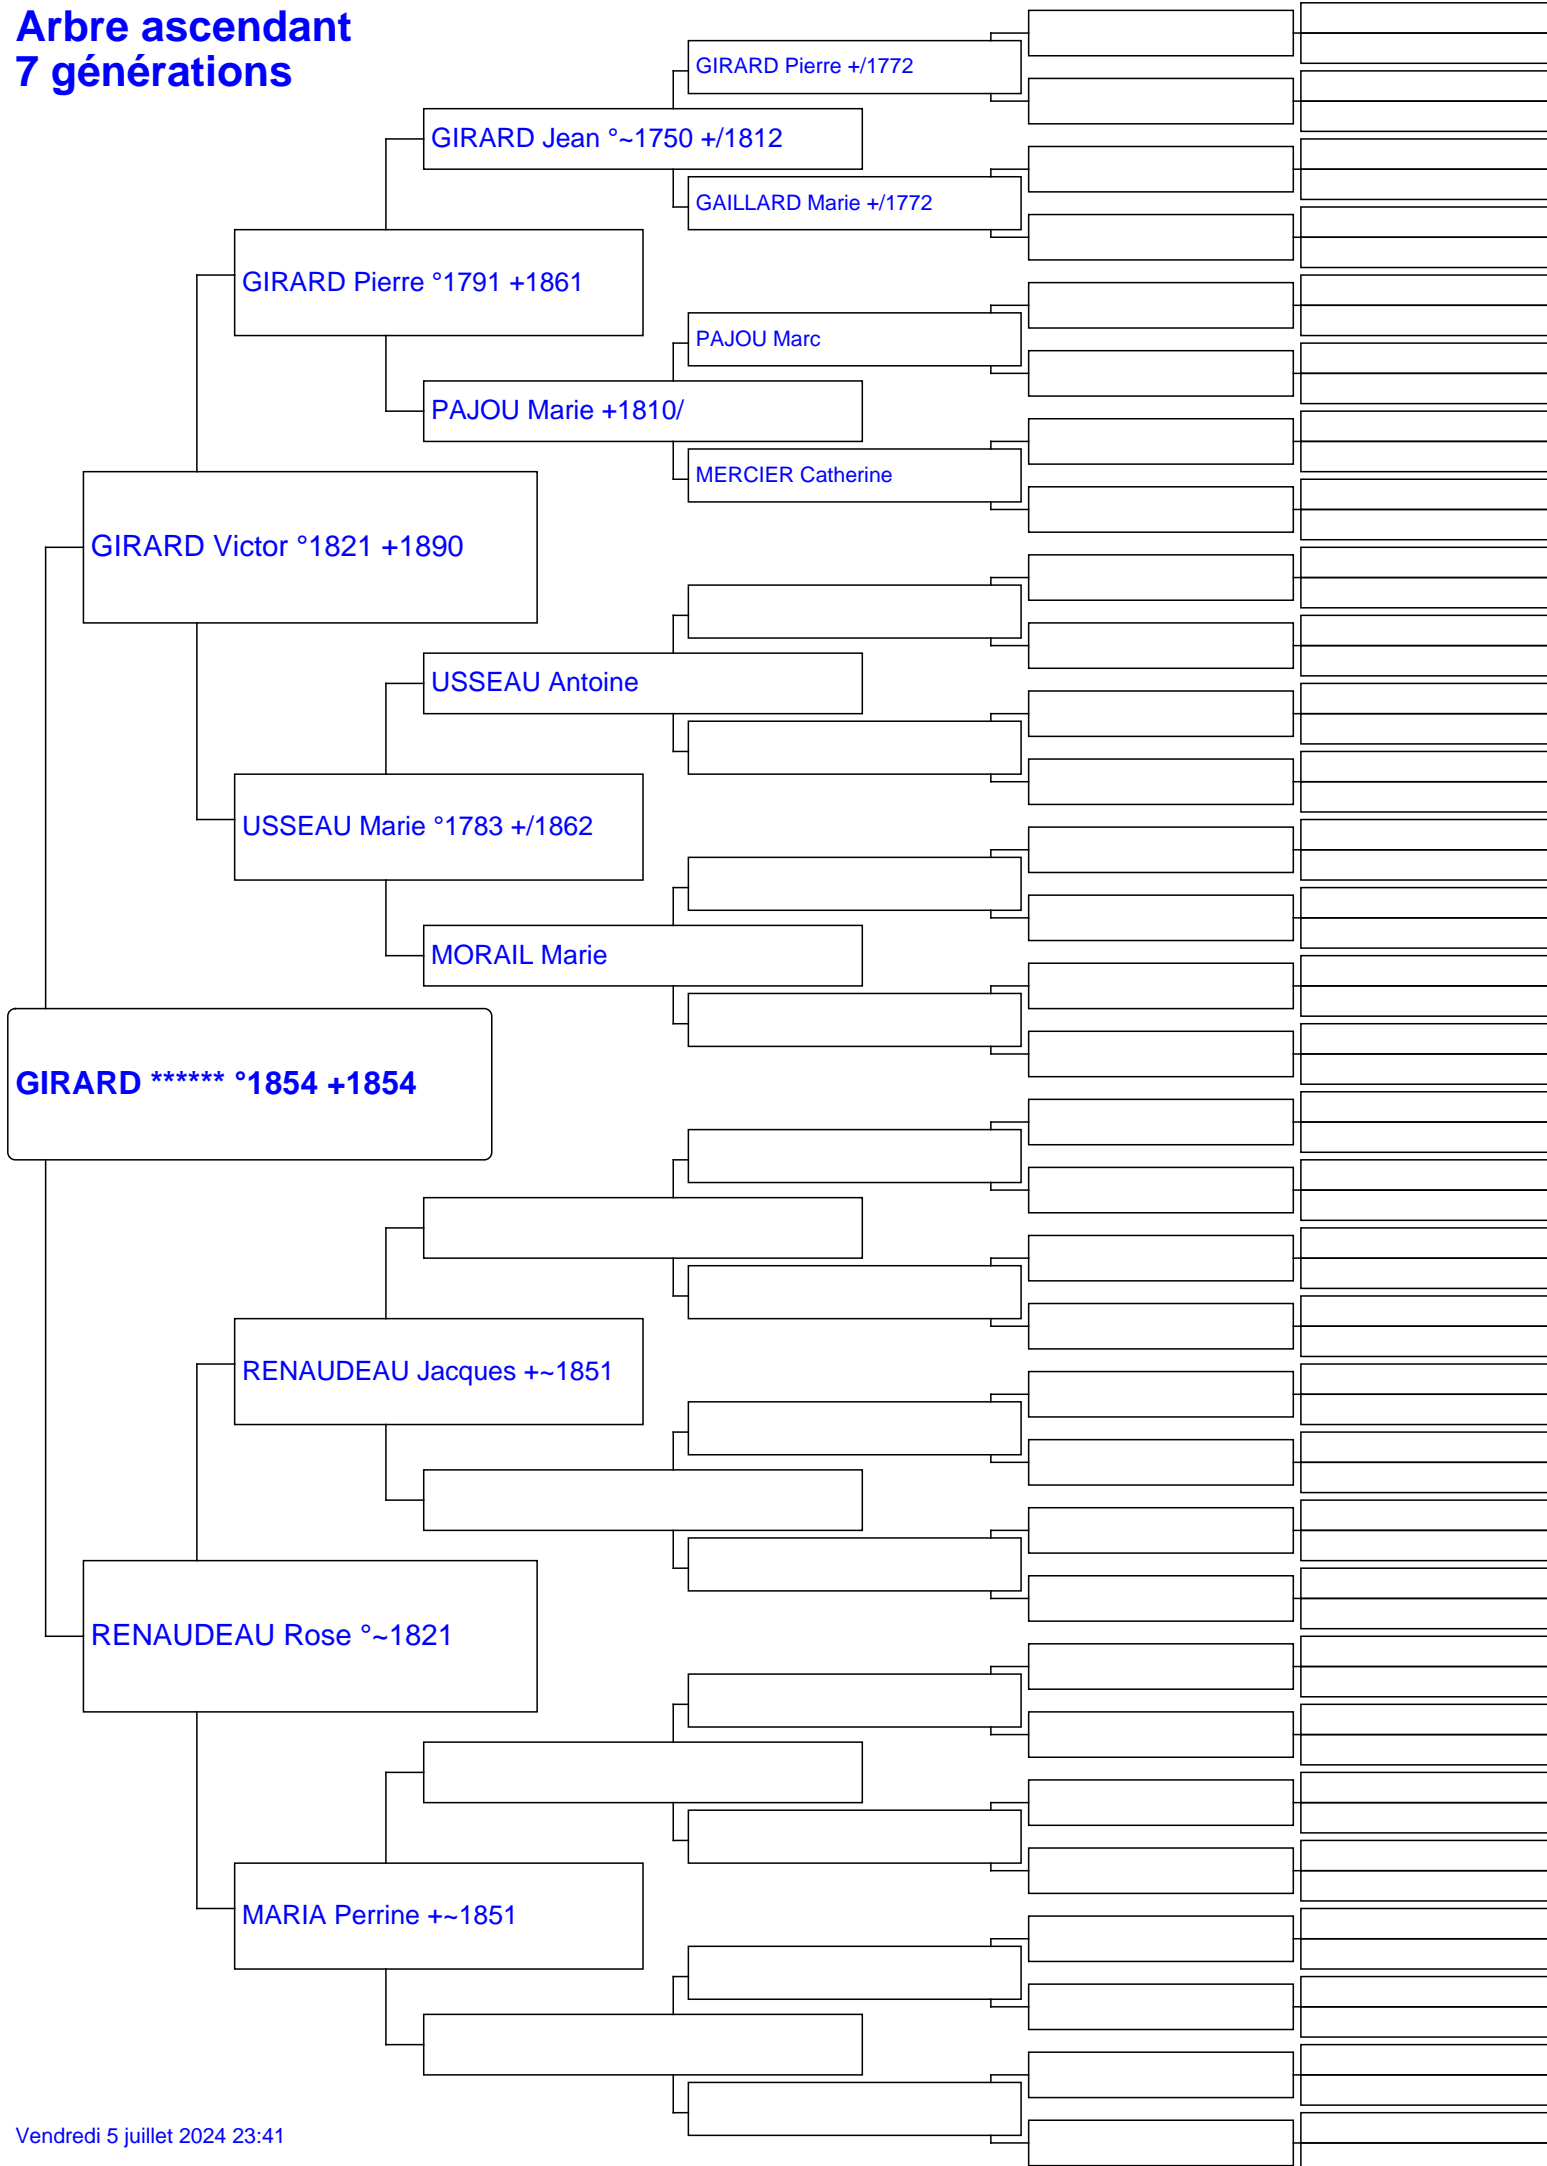 Arbre ascendant
7 générations
GIRARD Pierre +/1772
GIRARD Jean °~1750 +/1812
GAILLARD Marie +/1772
GIRARD Pierre °1791 +1861
PAJOU Marc
PAJOU Marie +1810/
MERCIER Catherine
GIRARD Victor °1821 +1890
USSEAU Antoine
USSEAU Marie °1783 +/1862
MORAIL Marie
GIRARD ****** °1854 +1854
RENAUDEAU Jacques +~1851
RENAUDEAU Rose °~1821
MARIA Perrine +~1851
Vendredi 5 juillet 2024 23:41